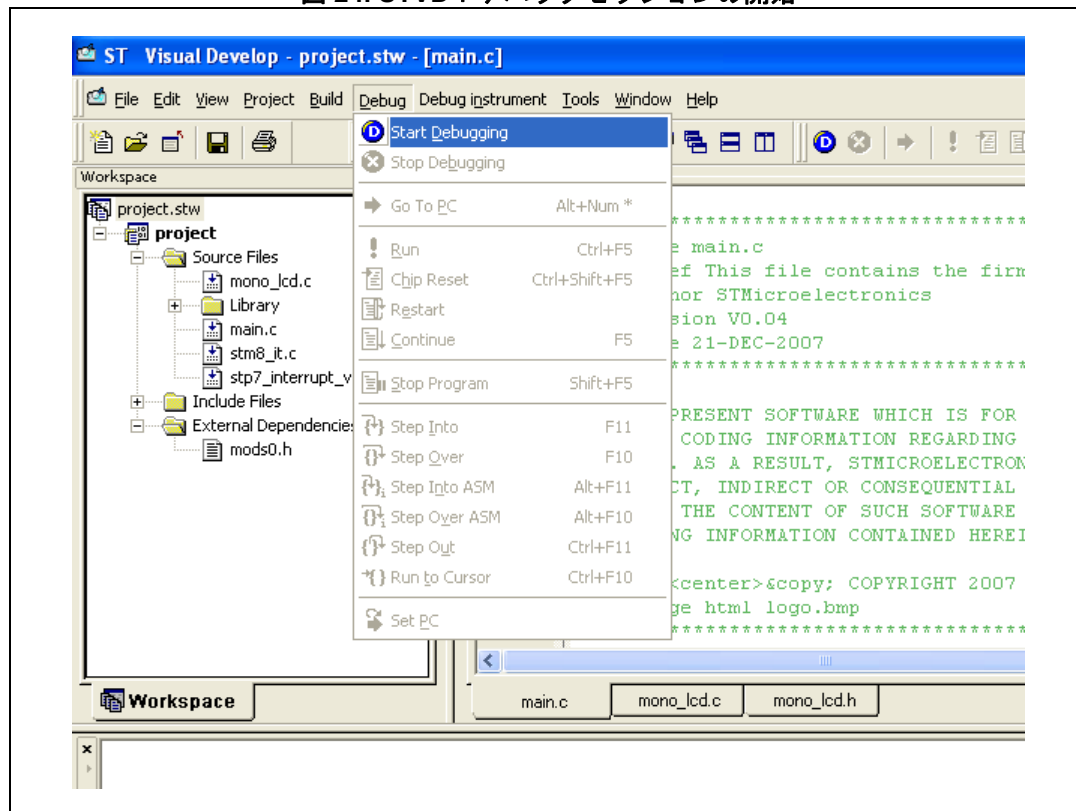 ST Visual Develop - project.stw - [main.c]
File Edit View Project Build Debug Debug instrument Tools Window Help
Workspace
project.stw
project
Source Files
mono_lcd.c
Library
main.c
stm8_it.c
stp7_interrupt_v
Include Files
External Dependencie
mods0.h
Start Debugging
Stop Debugging
Go To PC Alt+Num *
Run Ctrl+F5
Chip Reset Ctrl+Shift+F5
Restart
Continue F5
Stop Program Shift+F5
Step Into F11
Step Over F10
Step Into ASM Alt+F11
Step Over ASM Alt+F10
Step Out Ctrl+F11
Run to Cursor Ctrl+F10
Set PC
*******************************
e main.c
ef This file contains the firm
hor STMicroelectronics
sion V0.04
e 21-DEC-2007
*******************************
PRESENT SOFTWARE WHICH IS FOR
CODING INFORMATION REGARDING
. AS A RESULT, STMICROELECTRON
CT, INDIRECT OR CONSEQUENTIAL
THE CONTENT OF SUCH SOFTWARE
NG INFORMATION CONTAINED HEREI
<center>&copy; COPYRIGHT 2007
ge html logo.bmp
*******************************
Workspace
main.c mono_lcd.c mono_lcd.h